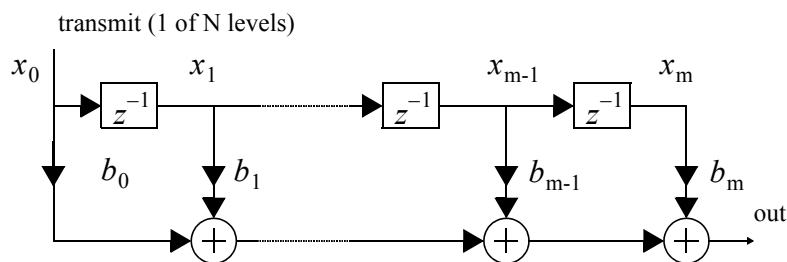 transmit (1 of N levels)
x₀ x₁ xₘ₋₁ xₘ
z⁻¹ z⁻¹ z⁻¹
b₀ b₁ bₘ₋₁ bₘ
out
+ + +